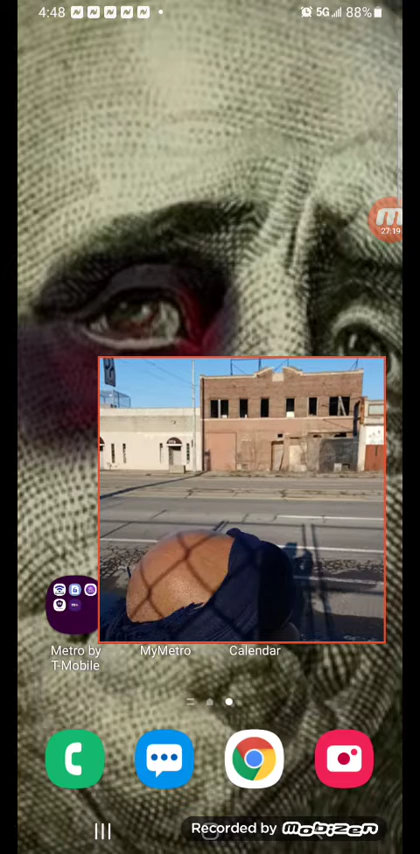 4:48
5G
88%
27:19
Metro by
T-Mobile
MyMetro
Calendar
Recorded by mobizen